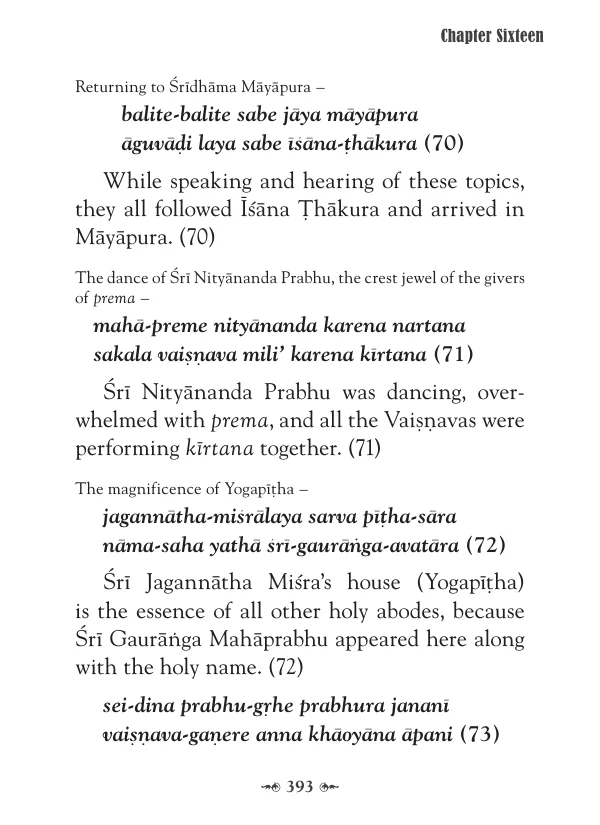 Chapter Sixteen
Returning to Śrīdhāma Māyāpura –
balite-balite sabe jāya māyāpura
āguvāḍi laya sabe īśāna-ṭhākura (70)
While speaking and hearing of these topics,
they all followed Īśāna Ṭhākura and arrived in
Māyāpura. (70)
The dance of Śrī Nityānanda Prabhu, the crest jewel of the givers
of prema –
mahā-preme nityānanda karena nartana
sakala vaiṣṇava mili’ karena kīrtana (71)
Śrī Nityānanda Prabhu was dancing, over-
whelmed with prema, and all the Vaiṣṇavas were
performing kīrtana together. (71)
The magnificence of Yogapīṭha –
jagannātha-miśrālaya sarva pīṭha-sāra
nāma-saha yathā śrī-gaurāṅga-avatāra (72)
Śrī Jagannātha Miśra’s house (Yogapīṭha)
is the essence of all other holy abodes, because
Śrī Gaurāṅga Mahāprabhu appeared here along
with the holy name. (72)
sei-dina prabhu-gṛhe prabhura jananī
vaiṣṇava-gaṇere anna khāoyāna āpani (73)
393